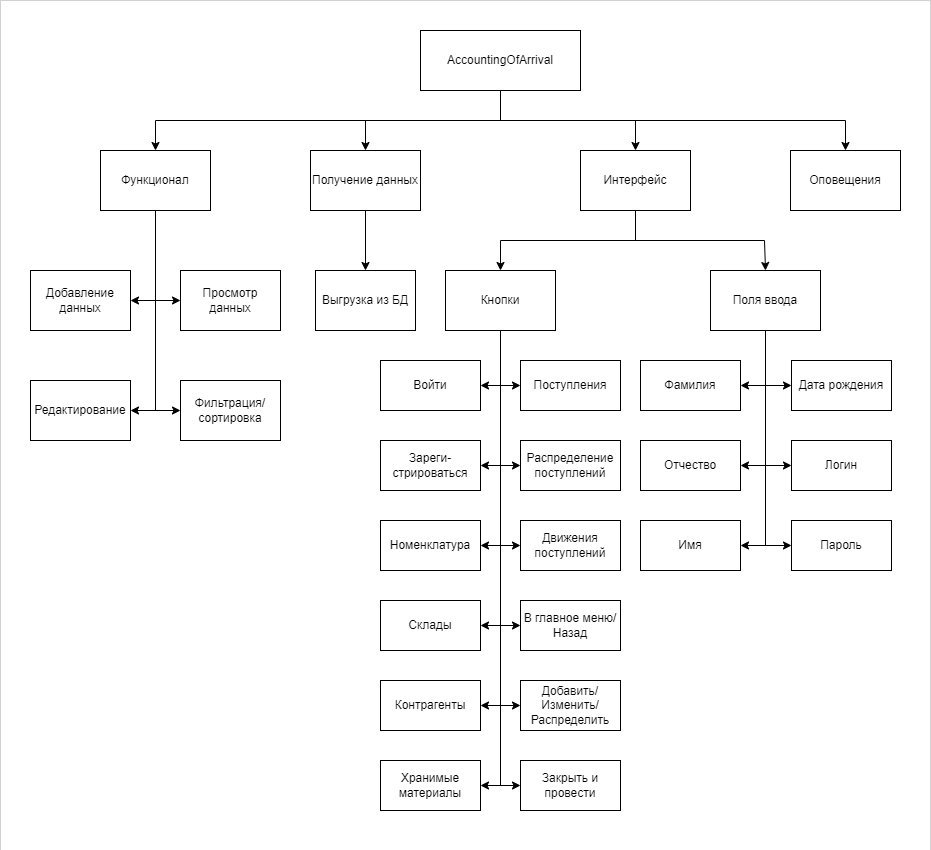 AccountingOfArrival
Функционал
Получение данных
Интерфейс
Оповещения
Добавление
данных
Просмотр
данных
Выгрузка из БД
Кнопки
Поля ввода
Редактирование
Фильтрация/
сортировка
Войти
Поступления
Фамилия
Дата рождения
Зареги-
стрироваться
Распределение
поступлений
Отчество
Логин
Номенклатура
Движения
поступлений
Имя
Пароль
Склады
В главное меню/
Назад
Контрагенты
Добавить/
Изменить/
Распределить
Хранимые
материалы
Закрыть и
провести